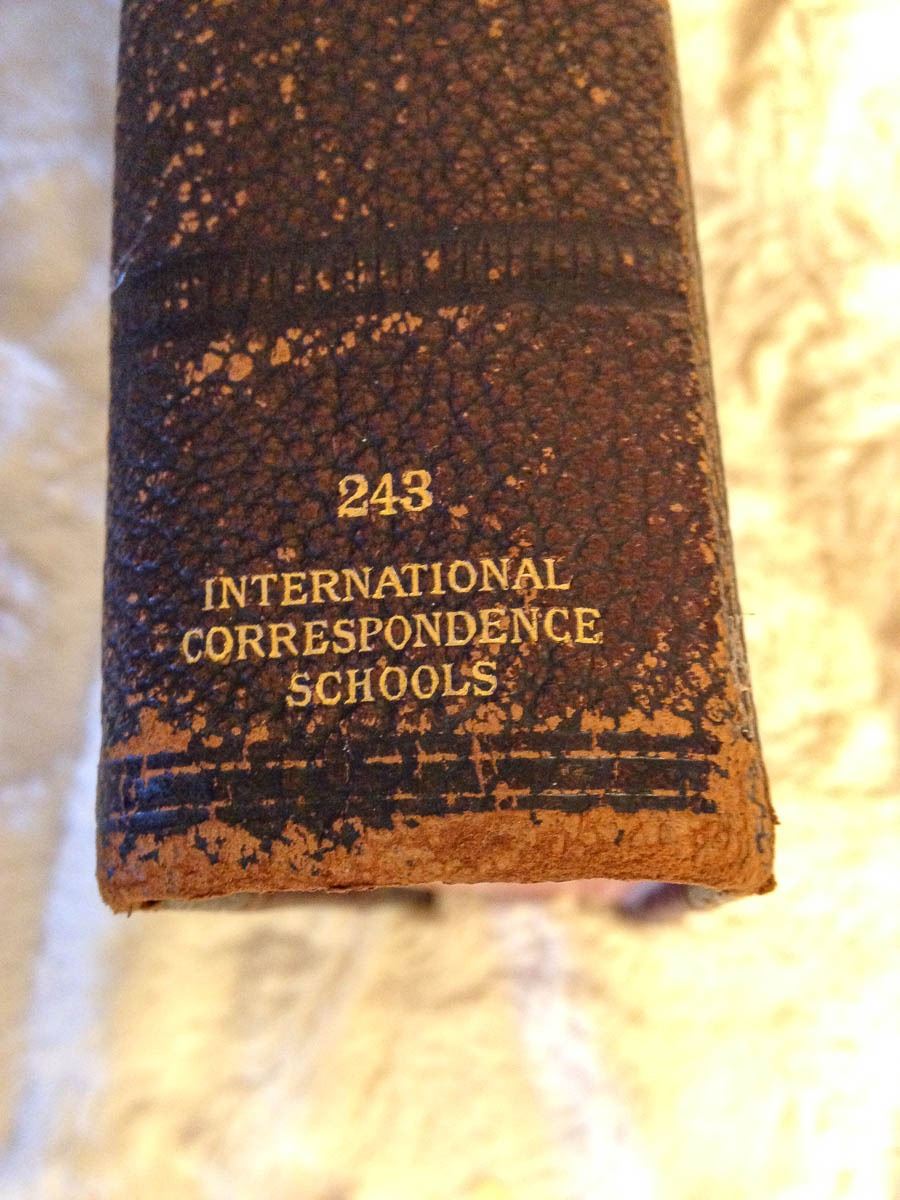 243
INTERNATIONAL
CORRESPONDENCE
SCHOOLS